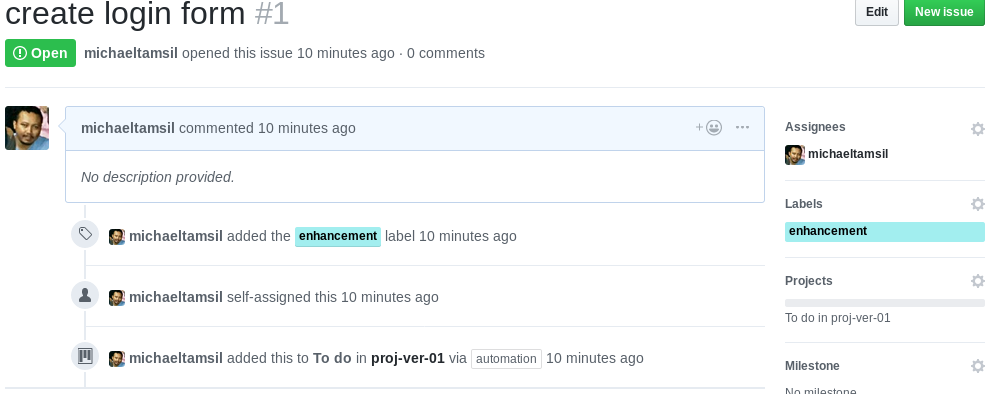 create login form #1
Edit
New issue
Open
michaeltamsil opened this issue 10 minutes ago · 0 comments
michaeltamsil commented 10 minutes ago
No description provided.
michaeltamsil added the enhancement label 10 minutes ago
michaeltamsil self-assigned this 10 minutes ago
michaeltamsil added this to To do in proj-ver-01 via automation 10 minutes ago
Assignees
michaeltamsil
Labels
enhancement
Projects
To do in proj-ver-01
Milestone
No milestone